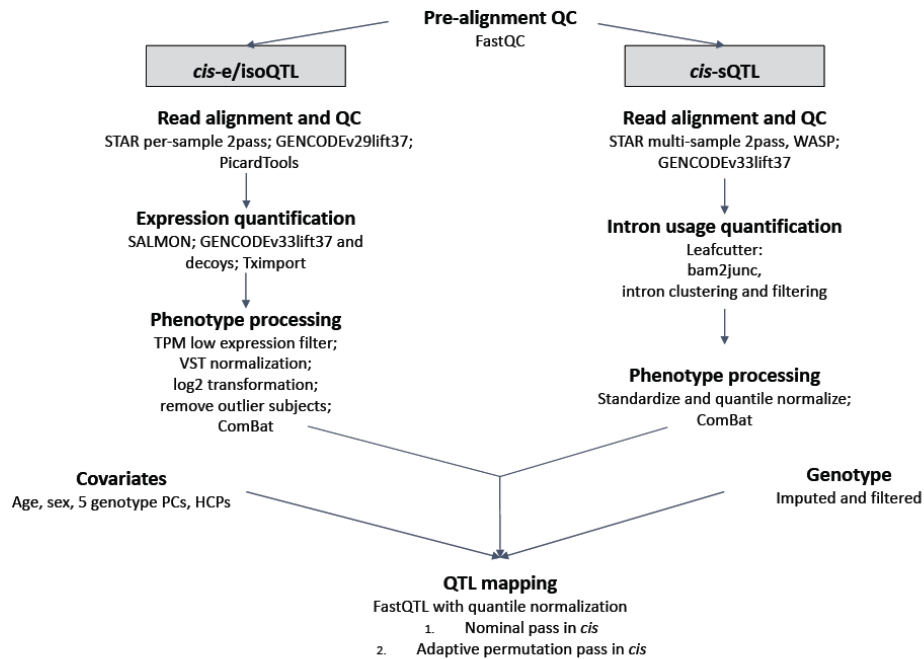 Pre-alignment QC
FastQC
cis-e/isoQTL
Read alignment and QC
STAR per-sample 2pass; GENCODEv29lift37;
PicardTools
Expression quantification
SALMON; GENCODEv33lift37 and
decoys; Tximport
Phenotype processing
TPM low expression filter;
VST normalization;
log2 transformation;
remove outlier subjects;
ComBat
cis-sQTL
Read alignment and QC
STAR multi-sample 2pass, WASP;
GENCODEv33lift37
Intron usage quantification
Leafcutter:
bam2junc,
intron clustering and filtering
Phenotype processing
Standardize and quantile normalize;
ComBat
Covariates
Age, sex, 5 genotype PCs, HCPs
Genotype
Imputed and filtered
QTL mapping
FastQTL with quantile normalization
1. Nominal pass in cis
2. Adaptive permutation pass in cis